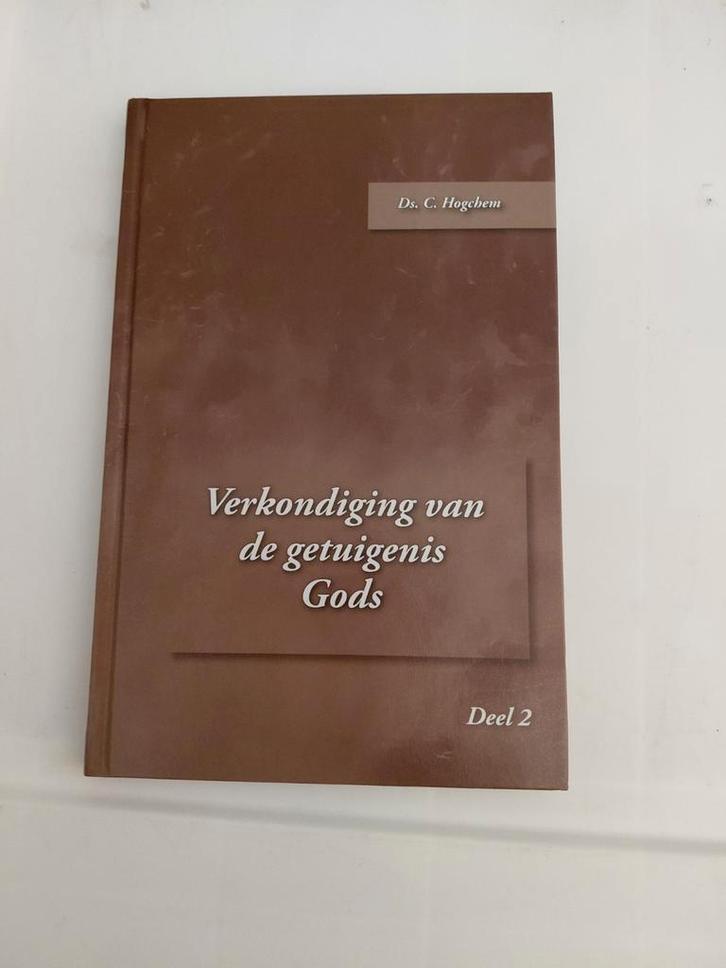 Ds. C. Hogchem
Verkondiging van
de getuigenis
Gods
Deel 2